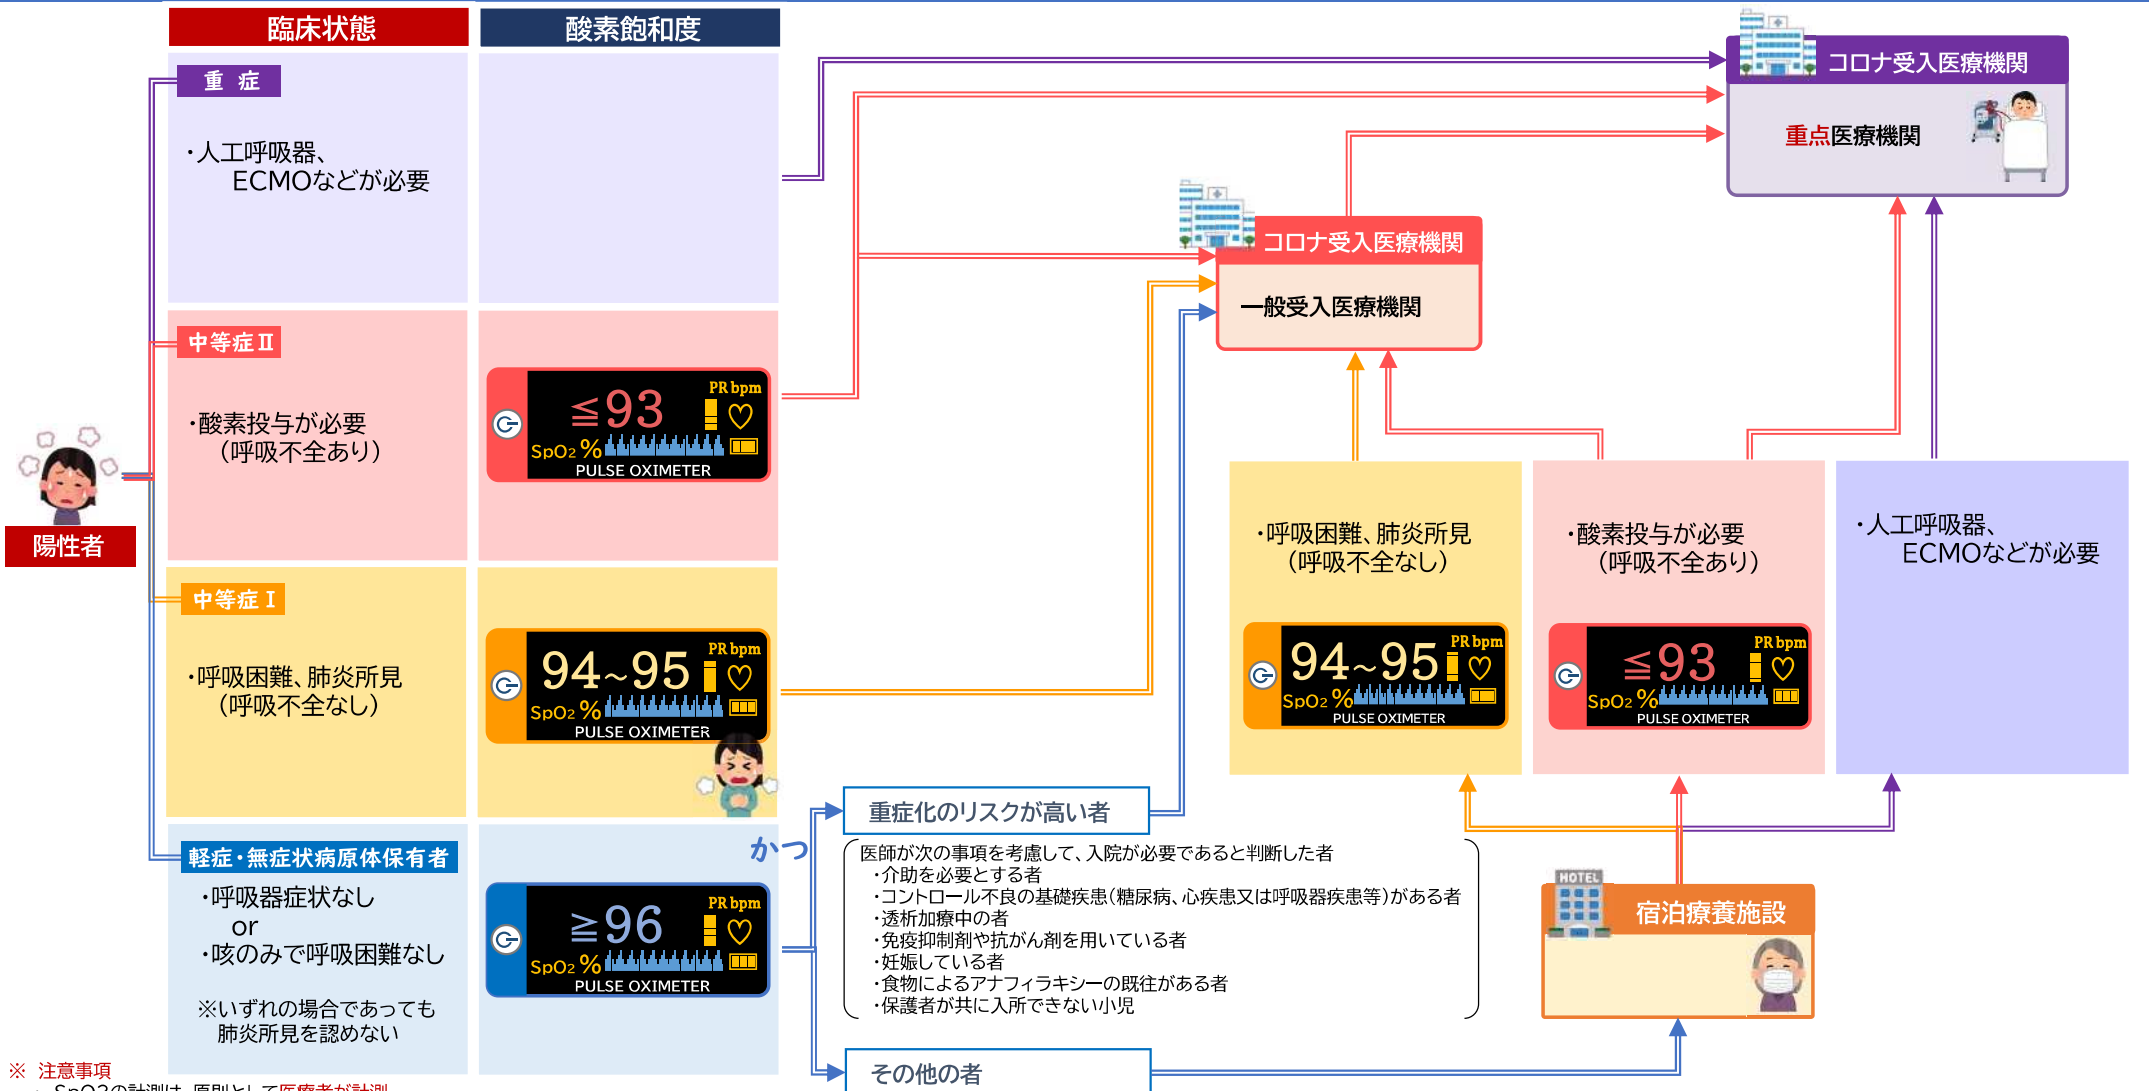 臨床状態
酸素飽和度
重 症
・人工呼吸器、
ECMOなどが必要
中等症Ⅱ
・酸素投与が必要
（呼吸不全あり）
≦93
PR bpm
SpO2 %
PULSE OXIMETER
陽性者
中等症Ⅰ
・呼吸困難、肺炎所見
（呼吸不全なし）
94~95
PR bpm
SpO2 %
PULSE OXIMETER
軽症・無症状病原体保有者
・呼吸器症状なし
or
・咳のみで呼吸困難なし
※いずれの場合であっても
肺炎所見を認めない
≧96
PR bpm
SpO2 %
PULSE OXIMETER
かつ
重症化のリスクが高い者
医師が次の事項を考慮して、入院が必要であると判断した者
・介助を必要とする者
・コントロール不良の基礎疾患（糖尿病、心疾患又は呼吸器疾患等）がある者
・透析加療中の者
・免疫抑制剤や抗がん剤を用いている者
・妊娠している者
・食物によるアナフィラキシーの既往がある者
・保護者が共に入所できない小児
その他の者
コロナ受入医療機関
重点医療機関
コロナ受入医療機関
一般受入医療機関
・呼吸困難、肺炎所見
（呼吸不全なし）
94~95
PR bpm
SpO2 %
PULSE OXIMETER
・酸素投与が必要
（呼吸不全あり）
≦93
PR bpm
SpO2 %
PULSE OXIMETER
・人工呼吸器、
ECMOなどが必要
HOTEL
宿泊療養施設
※ 注意事項
・ SpO2の計測は、原則として医療者が計測